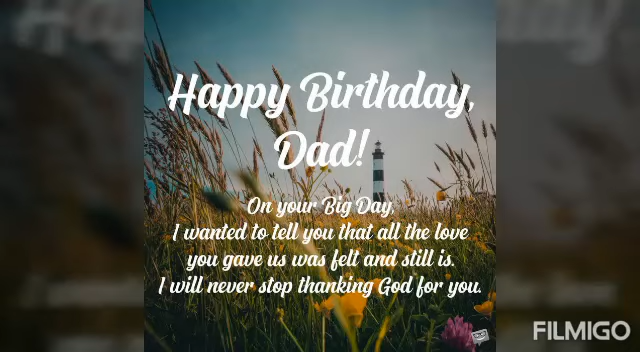 Happy Birthday,
Dad!
On your Big Day,
I wanted to tell you that all the love
you gave us was felt and still is.
I will never stop thanking God for you.
FILMIGO